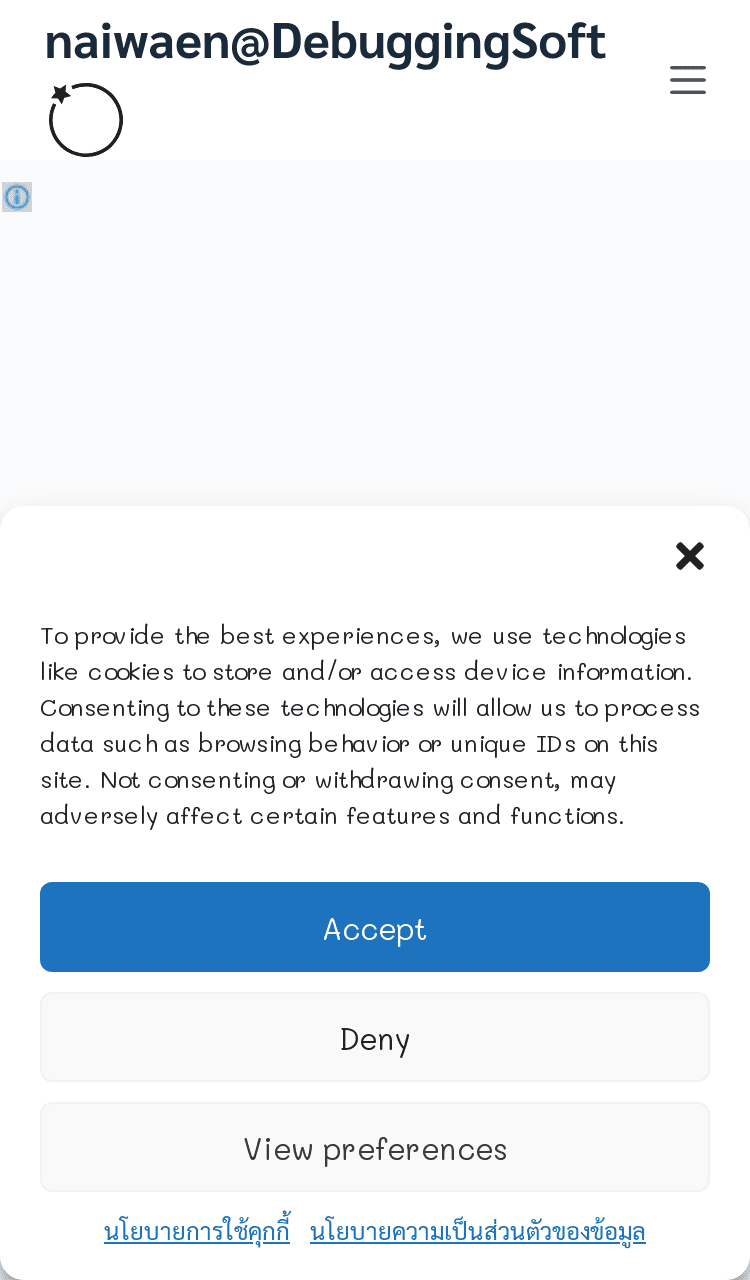 naiwaen@DebuggingSoft
To provide the best experiences, we use technologies
like cookies to store and/or access device information.
Consenting to these technologies will allow us to process
data such as browsing behavior or unique IDs on this
site. Not consenting or withdrawing consent, may
adversely affect certain features and functions.
Accept
Deny
View preferences
นโยบายการใช้คุกกี้ นโยบายความเป็นส่วนตัวของข้อมูล